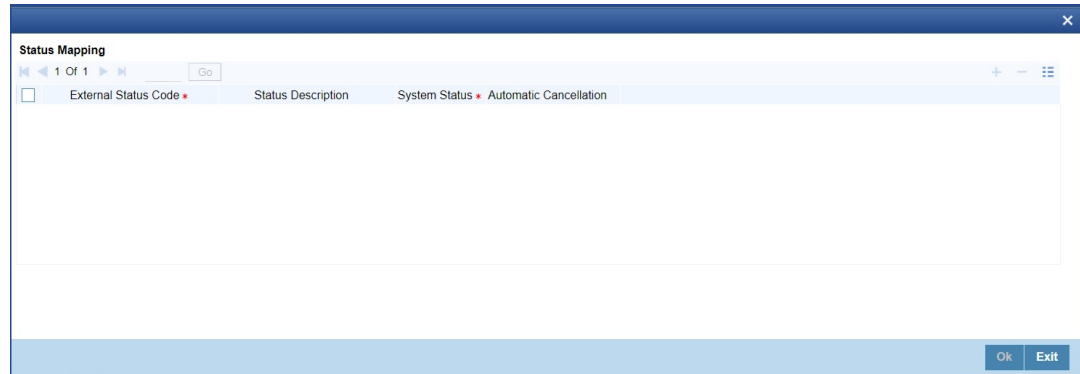 Status Mapping
1 Of 1 Go
External Status Code * Status Description System Status * Automatic Cancellation
Ok Exit